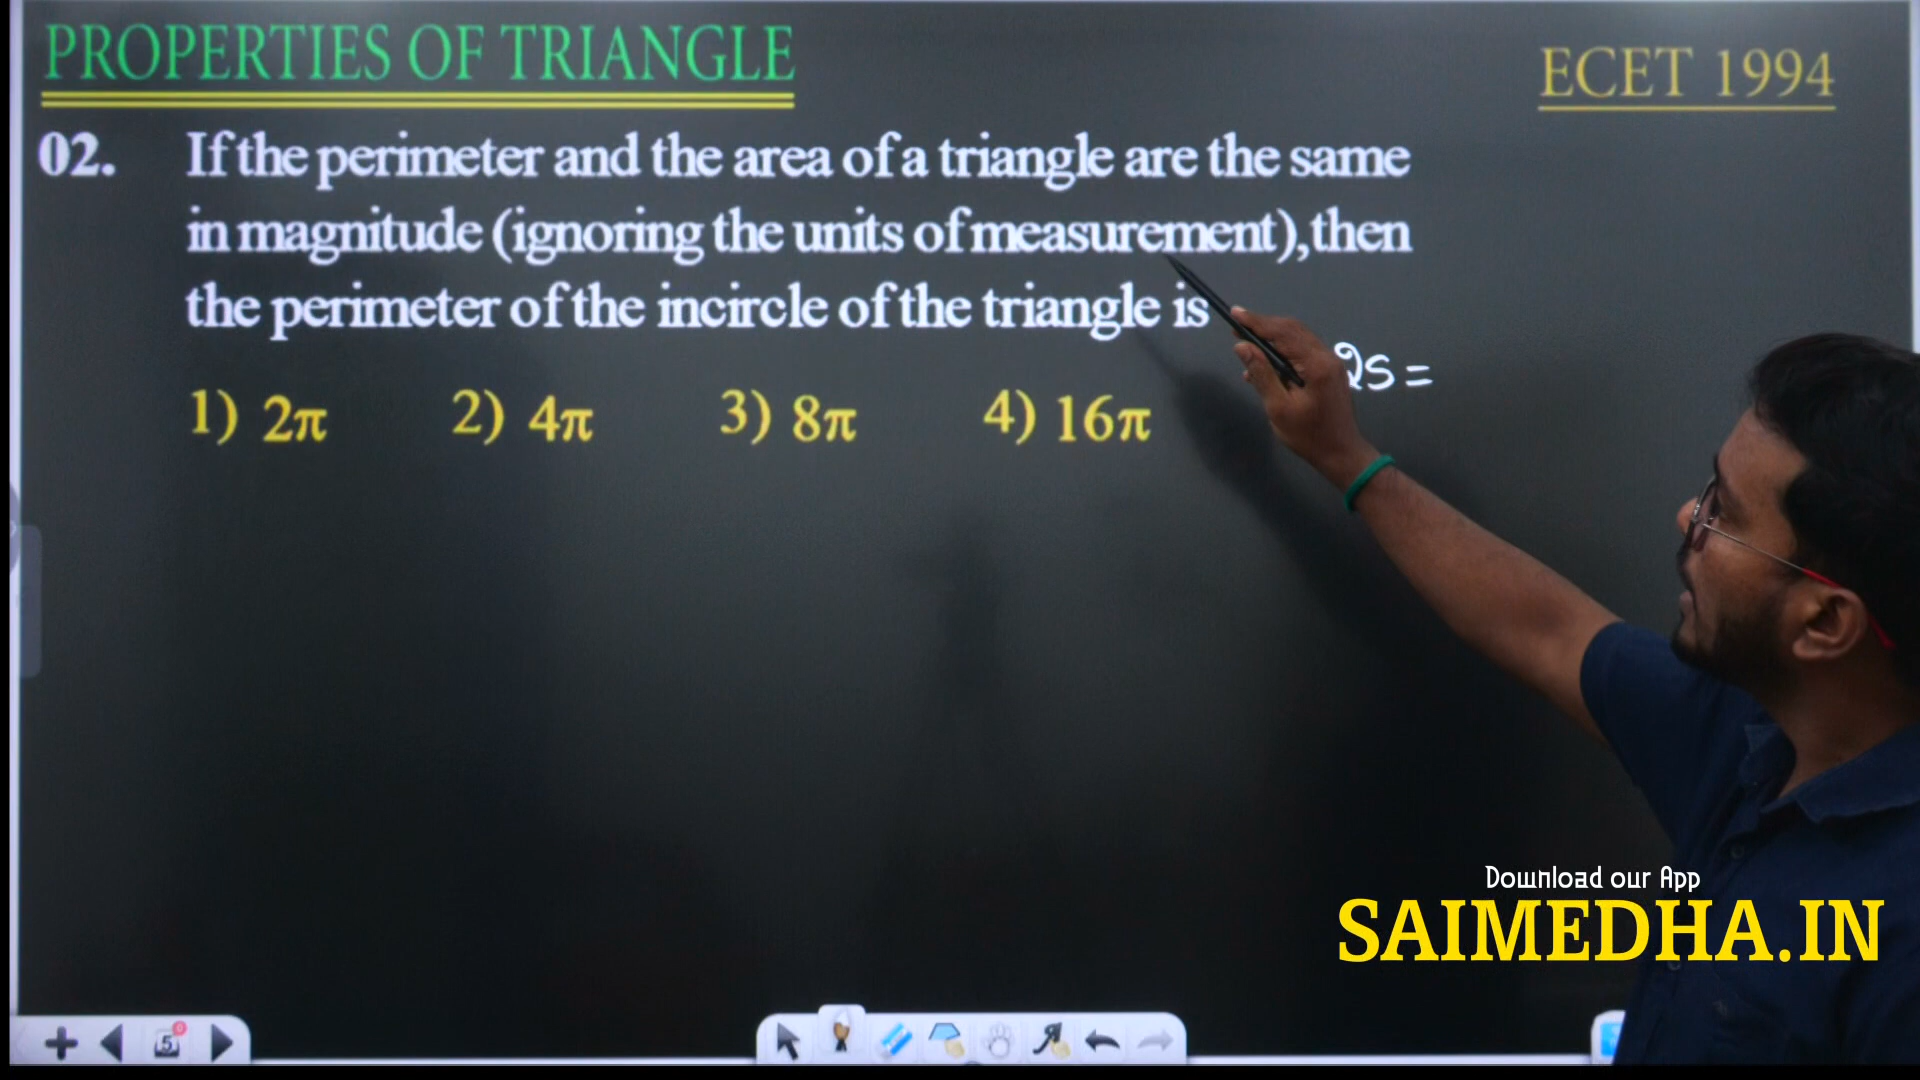 PROPERTIES OF TRIANGLE
ECET 1994
02. If the perimeter and the area of a triangle are the same
in magnitude (ignoring the units of measurement), then
the perimeter of the incircle of the triangle is
2S =
1) 2π 2) 4π 3) 8π 4) 16π
Download our App
SAIMEDHA.IN
5
0